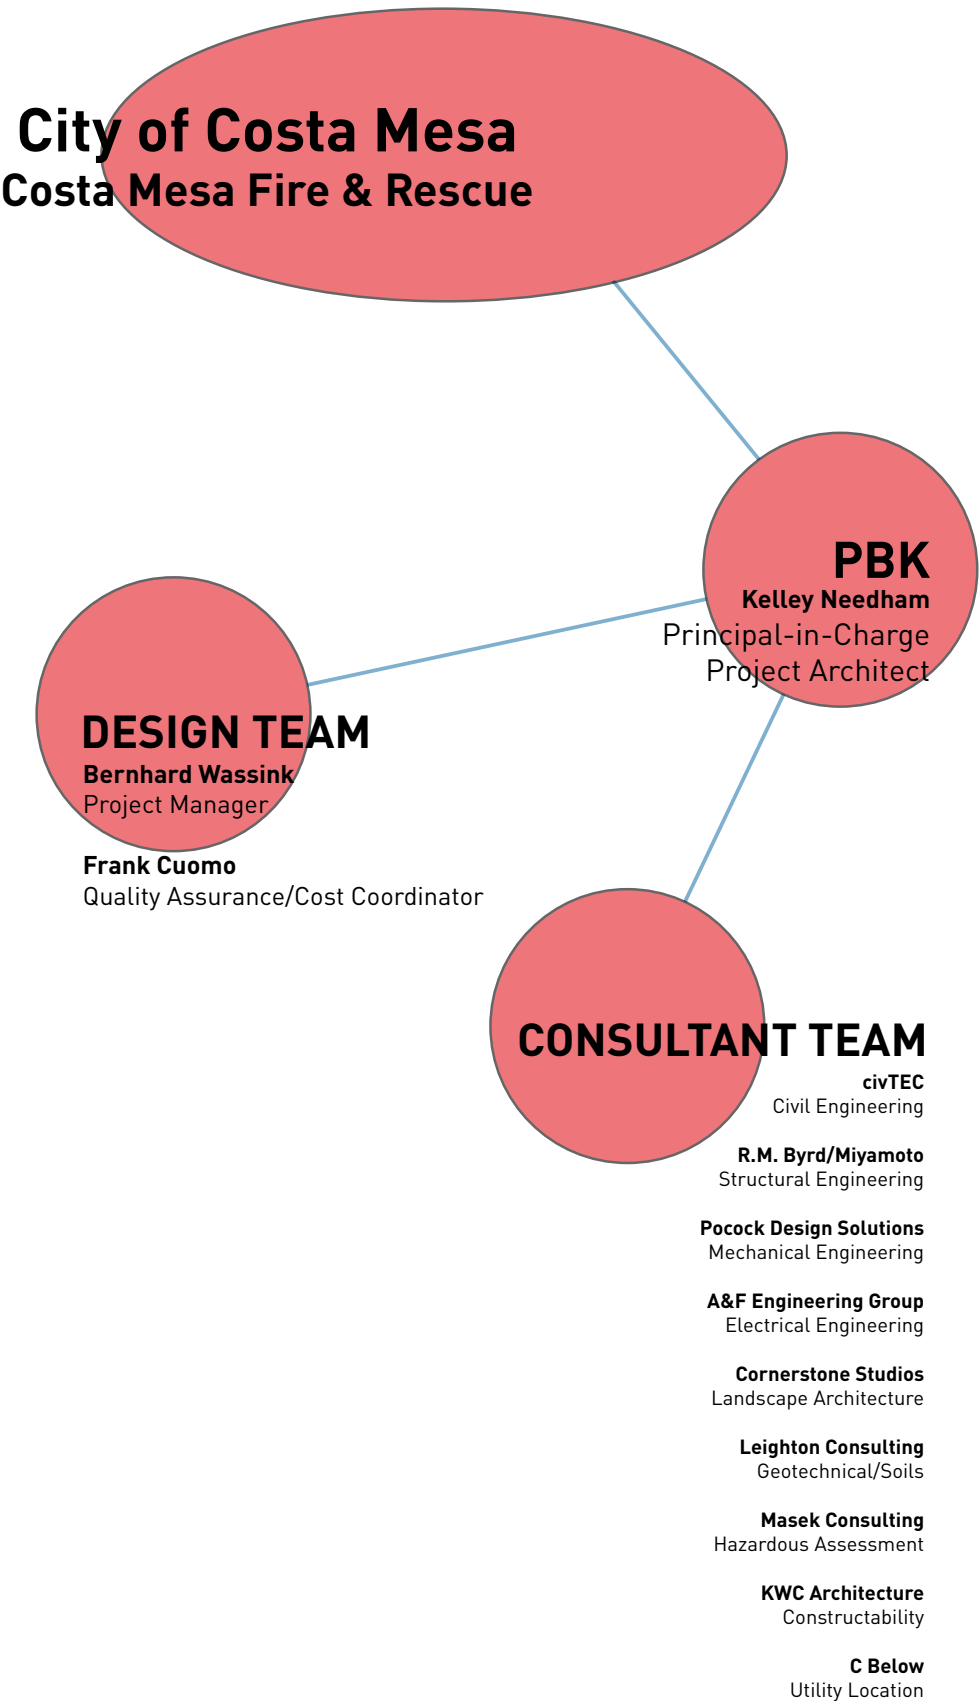 City of Costa Mesa
Costa Mesa Fire & Rescue
PBK
Kelley Needham
Principal-in-Charge
Project Architect
DESIGN TEAM
Bernhard Wassink
Project Manager
Frank Cuomo
Quality Assurance/Cost Coordinator
CONSULTANT TEAM
civTEC
Civil Engineering
R.M. Byrd/Miyamoto
Structural Engineering
Pocock Design Solutions
Mechanical Engineering
A&F Engineering Group
Electrical Engineering
Cornerstone Studios
Landscape Architecture
Leighton Consulting
Geotechnical/Soils
Masek Consulting
Hazardous Assessment
KWC Architecture
Constructability
C Below
Utility Location